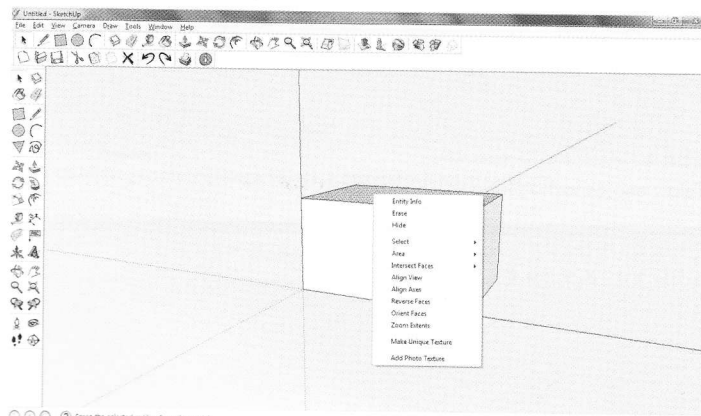 Untitled - SketchUp
File Edit View Camera Draw Tools Window Help
Entity Info
Erase
Hide
Select
Area
Intersect Faces
Align View
Align Axes
Reverse Faces
Orient Faces
Zoom Extents
Make Unique Texture
Add Photo Texture